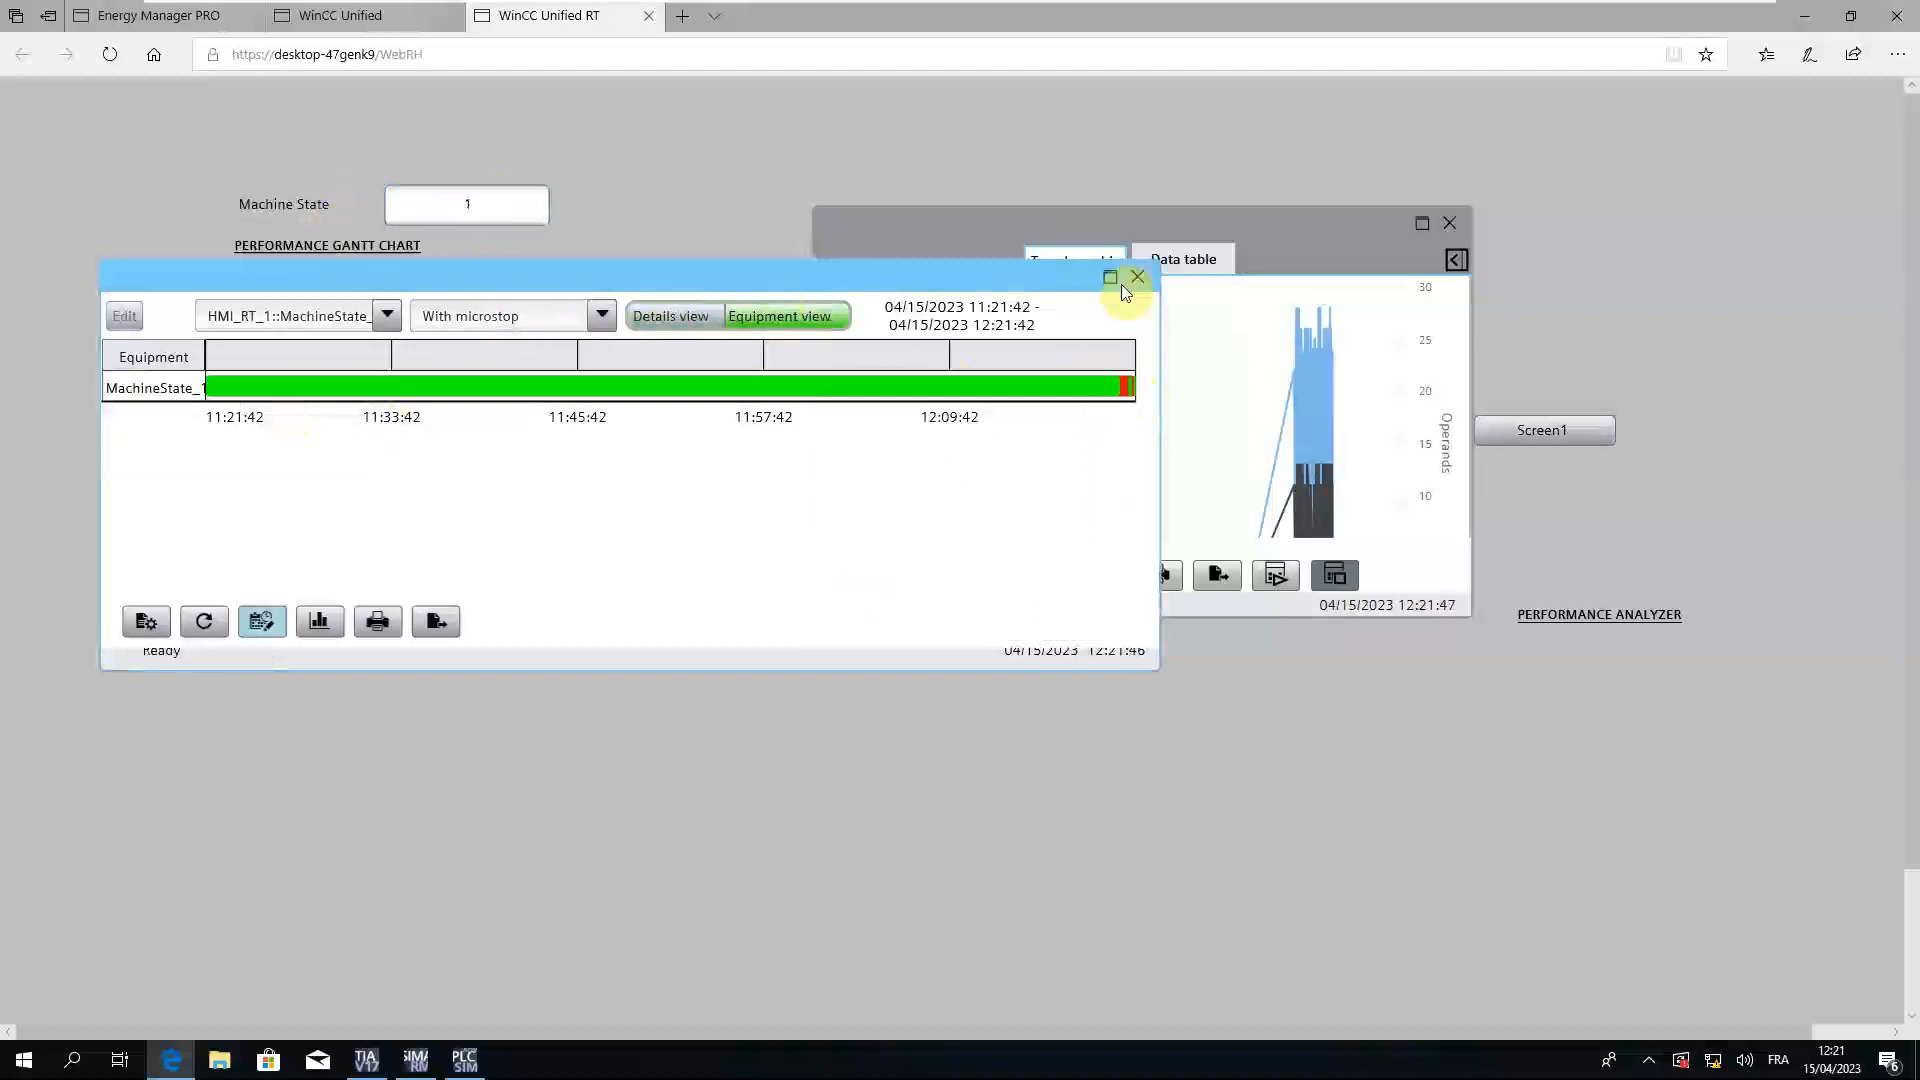 Energy Manager PRO
WinCC Unified
WinCC Unified RT
https://desktop-47genk9/WebRH
Machine State
1
PERFORMANCE GANTT CHART
Data table
Edit
HMI_RT_1::MachineState_
With microstop
Details view
Equipment view
04/15/2023 11:21:42 -
04/15/2023 12:21:42
Equipment
MachineState_1
11:21:42
11:33:42
11:45:42
11:57:42
12:09:42
Ready
04/15/2023 12:21:46
30
25
20
15
10
Operands
04/15/2023 12:21:47
Screen1
PERFORMANCE ANALYZER
TIA
V17
SIM
RM
PLC
SIM
FRA
12:21
15/04/2023
6